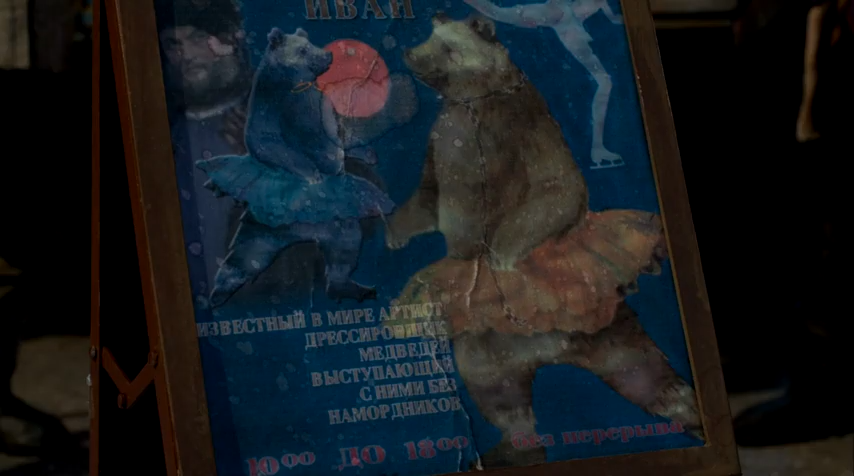 ИВАН
ИЗВЕСТНЫЙ В МИРЕ АРТИСТ
ДРЕССИРОВЩИК
МЕДВЕДЕЙ
ВЫСТУПАЮЩИЙ
С НИМИ БЕЗ
НАМОРДНИКОВ
10⁰⁰ ДО 18⁰⁰ без перерыва